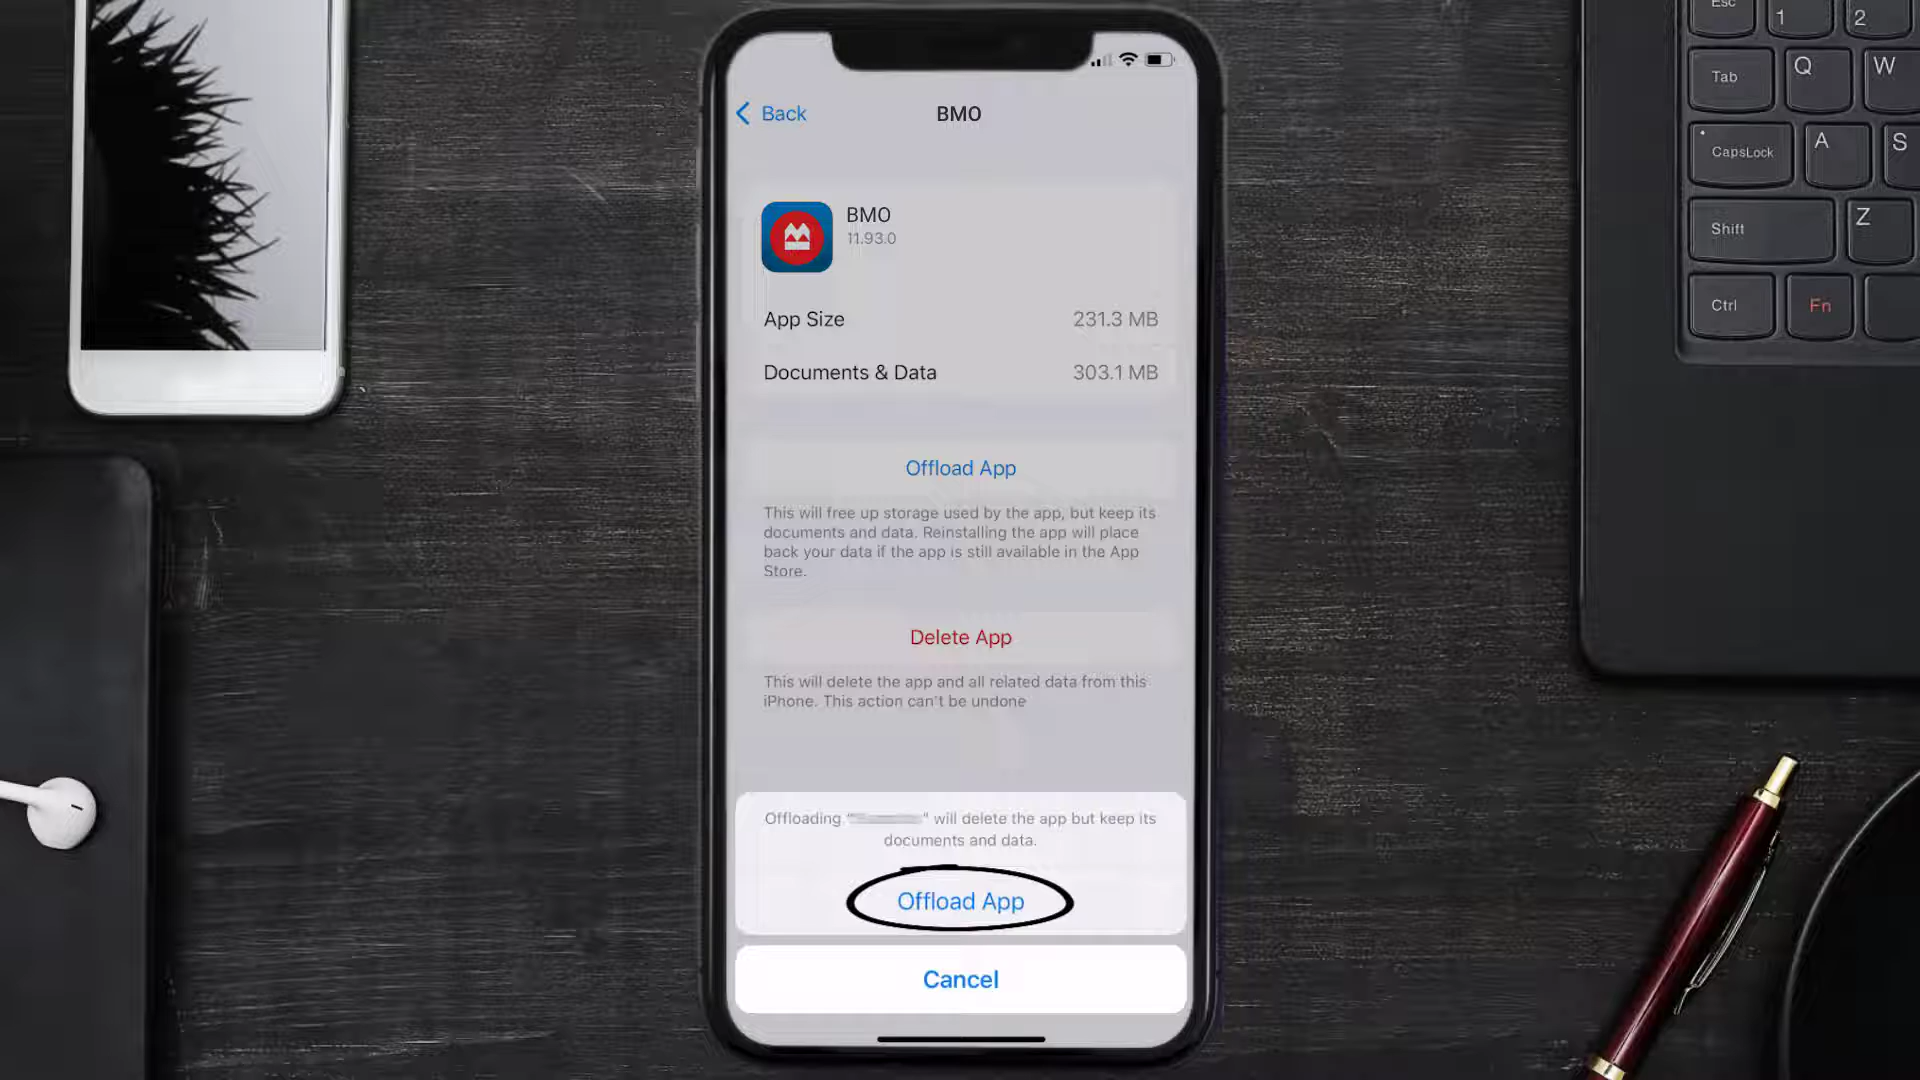 Back
BMO
BMO
11.93.0
App Size
231.3 MB
Documents & Data
303.1 MB
Offload App
This will free up storage used by the app, but keep its
documents and data. Reinstalling the app will place
back your data if the app is still available in the App
Store.
Delete App
This will delete the app and all related data from this
iPhone. This action can't be undone
Offloading "" will delete the app but keep its
documents and data.
Offload App
Cancel
Esc
1
2
Tab
Q
W
CapsLock
A
S
Shift
Z
Ctrl
Fn